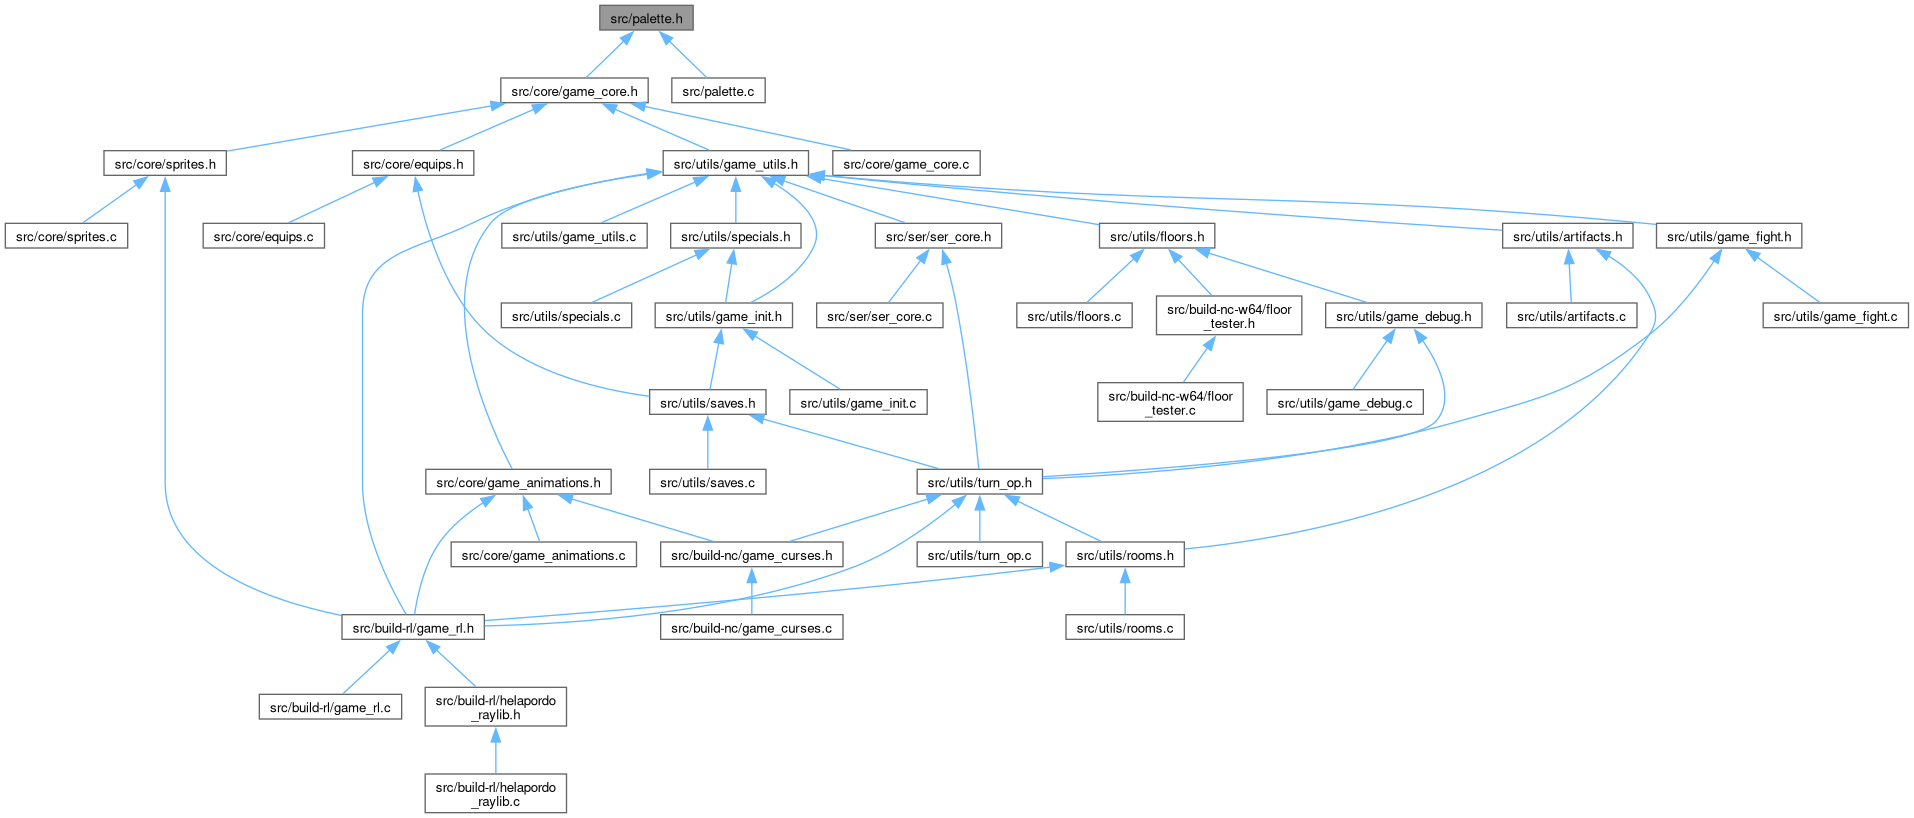 src/palette.h
src/core/game_core.h
src/palette.c
src/core/sprites.h
src/core/equips.h
src/utils/game_utils.h
src/core/game_core.c
src/core/sprites.c
src/core/equips.c
src/utils/game_utils.c
src/utils/specials.h
src/ser/ser_core.h
src/utils/floors.h
src/utils/artifacts.h
src/utils/game_fight.h
src/utils/specials.c
src/utils/game_init.h
src/ser/ser_core.c
src/utils/floors.c
src/build-nc-w64/floor
_tester.h
src/utils/game_debug.h
src/utils/artifacts.c
src/utils/game_fight.c
src/utils/saves.h
src/utils/game_init.c
src/build-nc-w64/floor
_tester.c
src/utils/game_debug.c
src/core/game_animations.h
src/utils/saves.c
src/utils/turn_op.h
src/core/game_animations.c
src/build-nc/game_curses.h
src/utils/turn_op.c
src/utils/rooms.h
src/build-rl/game_rl.h
src/build-nc/game_curses.c
src/utils/rooms.c
src/build-rl/game_rl.c
src/build-rl/helapordo
_raylib.h
src/build-rl/helapordo
_raylib.c